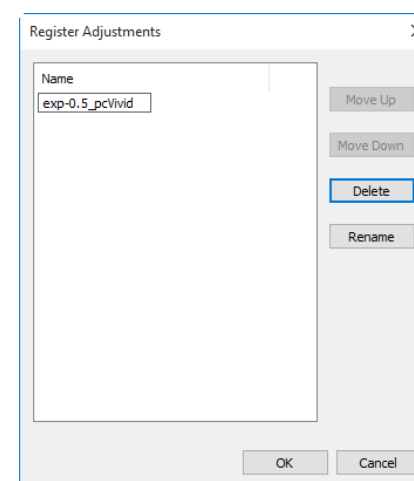 Register Adjustments
Name
exp-0.5_pcVivid
Move Up
Move Down
Delete
Rename
OK
Cancel